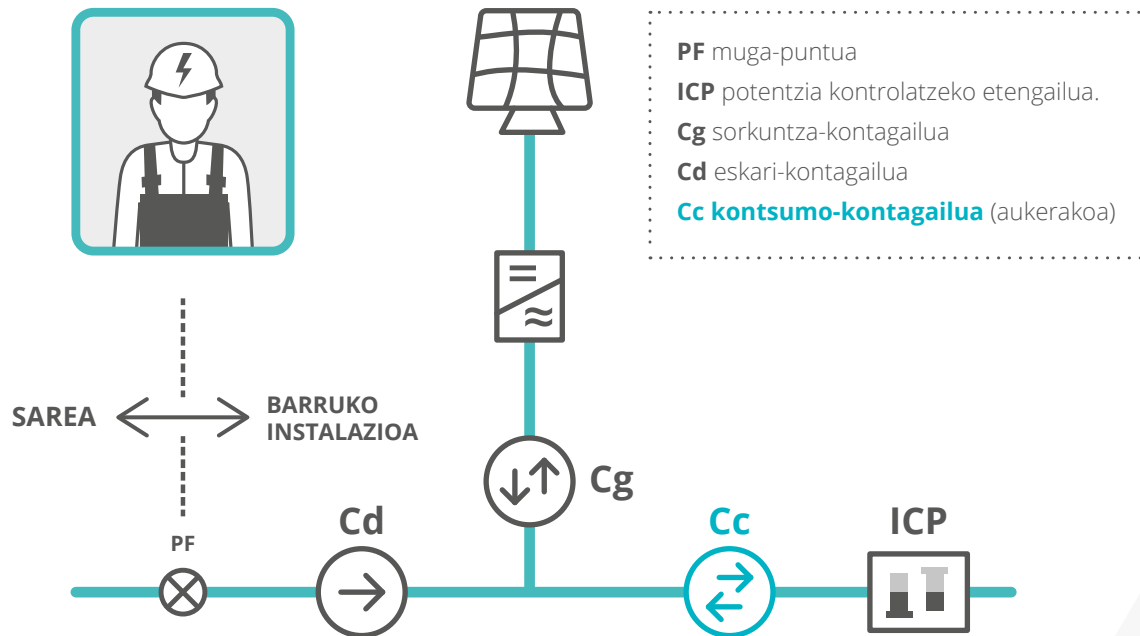 PF muga-puntua
ICP potentzia kontrolatzeko etengailua.
Cg sorkuntza-kontagailua
Cd eskari-kontagailua
Cc kontsumo-kontagailua (aukerakoa)
SAREA
BARRUKO
INSTALAZIOA
Cg
PF
Cd
Cc
ICP